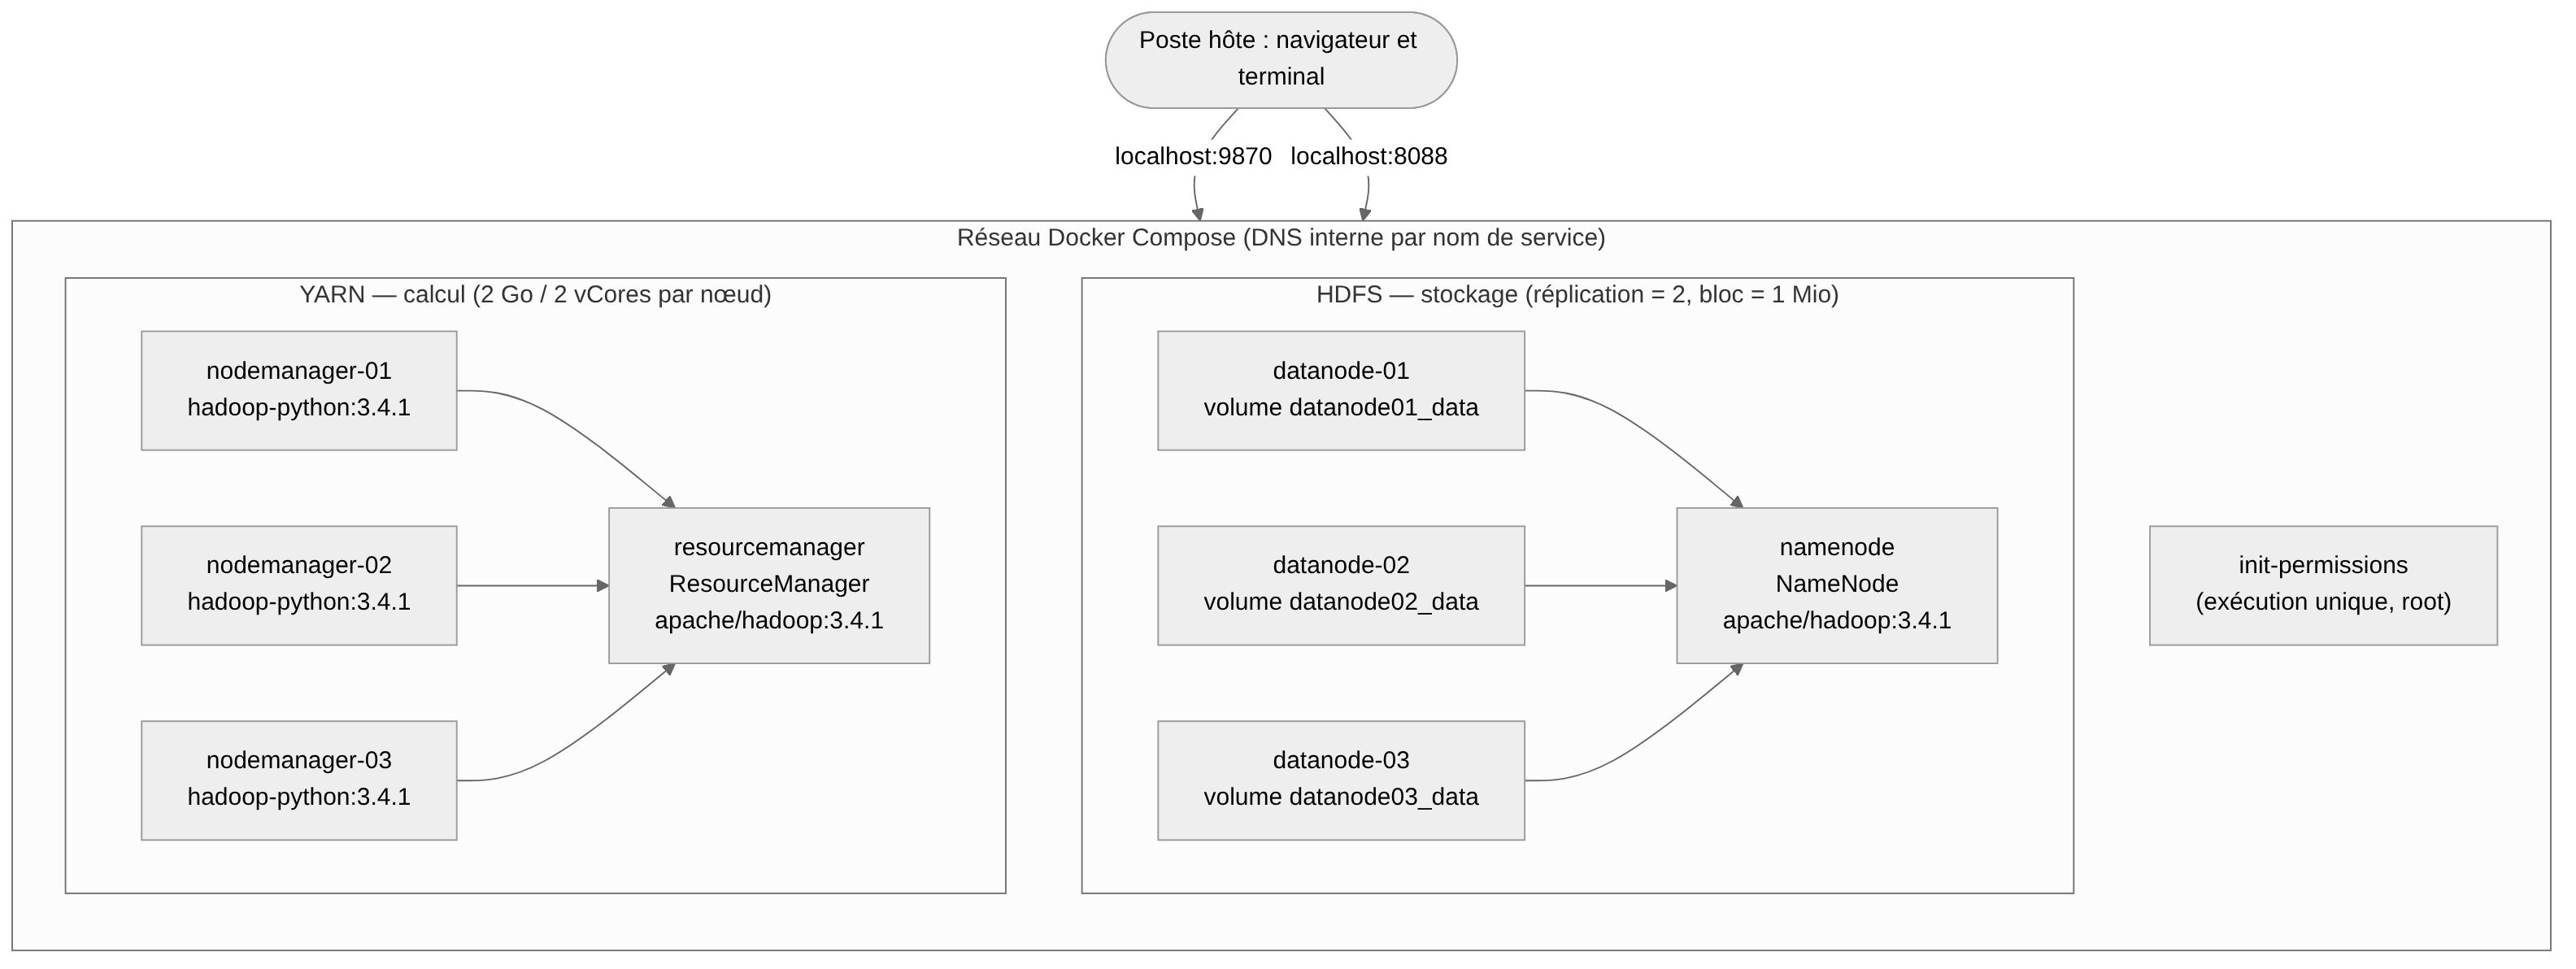 Poste hôte : navigateur et
terminal
localhost:9870
localhost:8088
Réseau Docker Compose (DNS interne par nom de service)
YARN — calcul (2 Go / 2 vCores par nœud)
nodemanager-01
hadoop-python:3.4.1
nodemanager-02
hadoop-python:3.4.1
nodemanager-03
hadoop-python:3.4.1
resourcemanager
ResourceManager
apache/hadoop:3.4.1
HDFS — stockage (réplication = 2, bloc = 1 Mio)
datanode-01
volume datanode01_data
datanode-02
volume datanode02_data
datanode-03
volume datanode03_data
namenode
NameNode
apache/hadoop:3.4.1
init-permissions
(exécution unique, root)